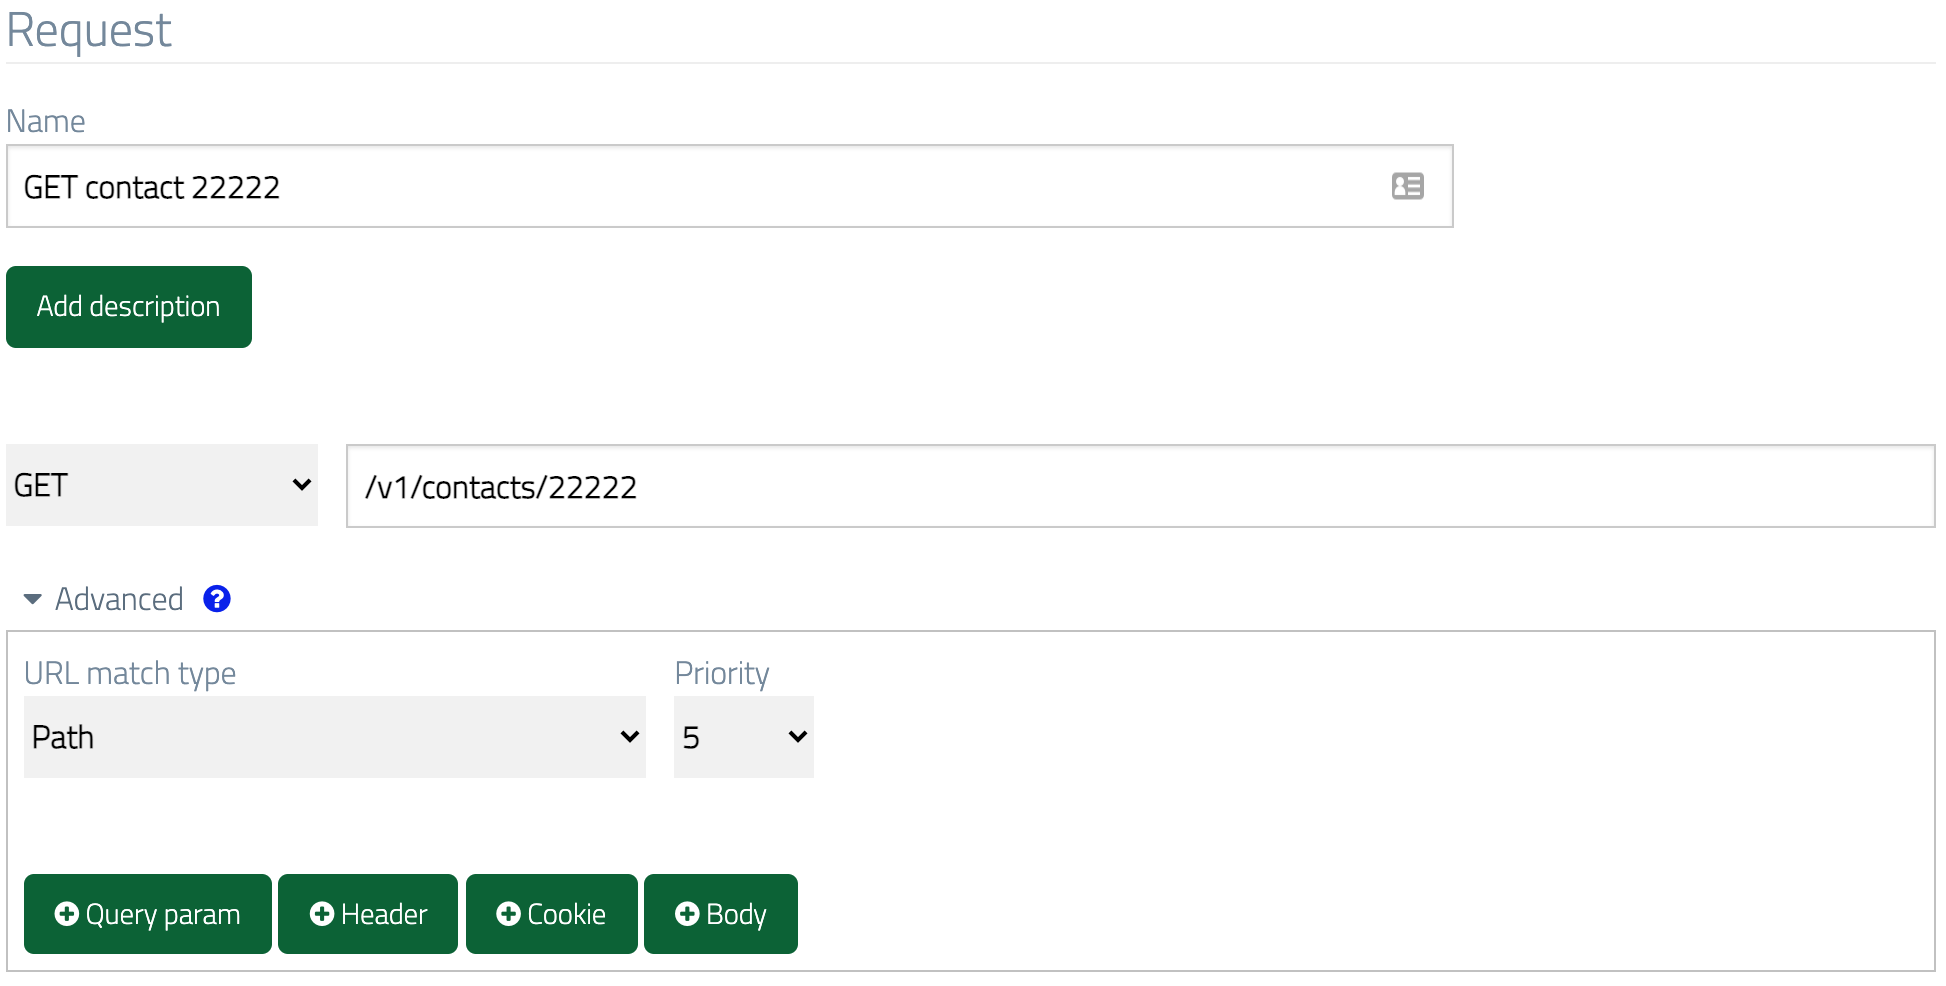 Request
Name
GET contact 22222
Add description
GET
/v1/contacts/22222
Advanced ?
URL match type Priority
Path 5
Query param Header Cookie Body